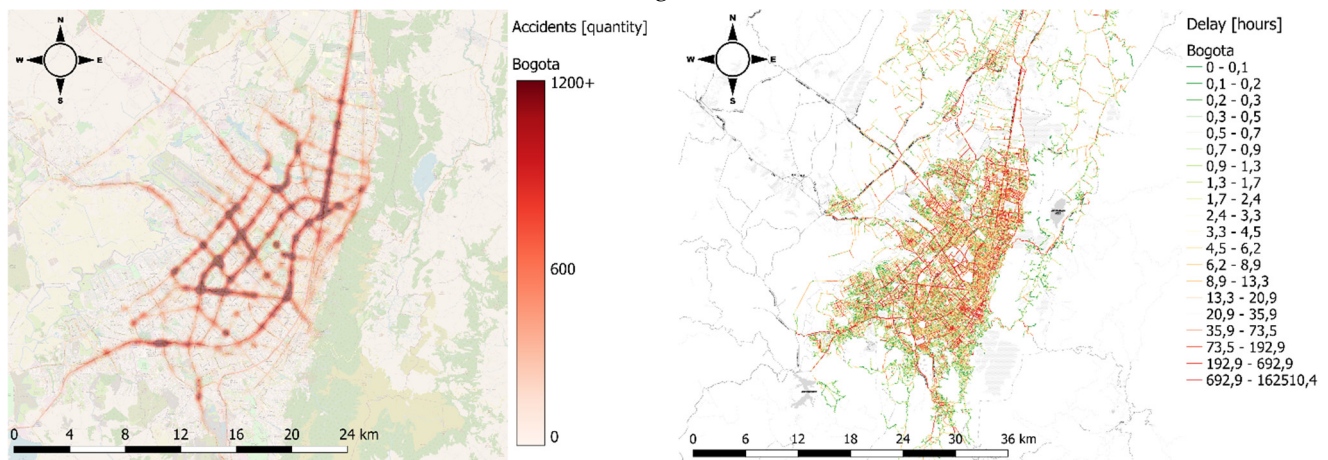 N
W
E
S
Accidents [quantity]
Bogota
1200+
600
0
0 4 8 12 16 20 24 km
N
W
E
S
Delay [hours]
Bogota
0 - 0,1
0,1 - 0,2
0,2 - 0,3
0,3 - 0,5
0,5 - 0,7
0,7 - 0,9
0,9 - 1,3
1,3 - 1,7
1,7 - 2,4
2,4 - 3,3
3,3 - 4,5
4,5 - 6,2
6,2 - 8,9
8,9 - 13,3
13,3 - 20,9
20,9 - 35,9
35,9 - 73,5
73,5 - 192,9
192,9 - 692,9
692,9 - 162510,4
0 6 12 18 24 30 36 km